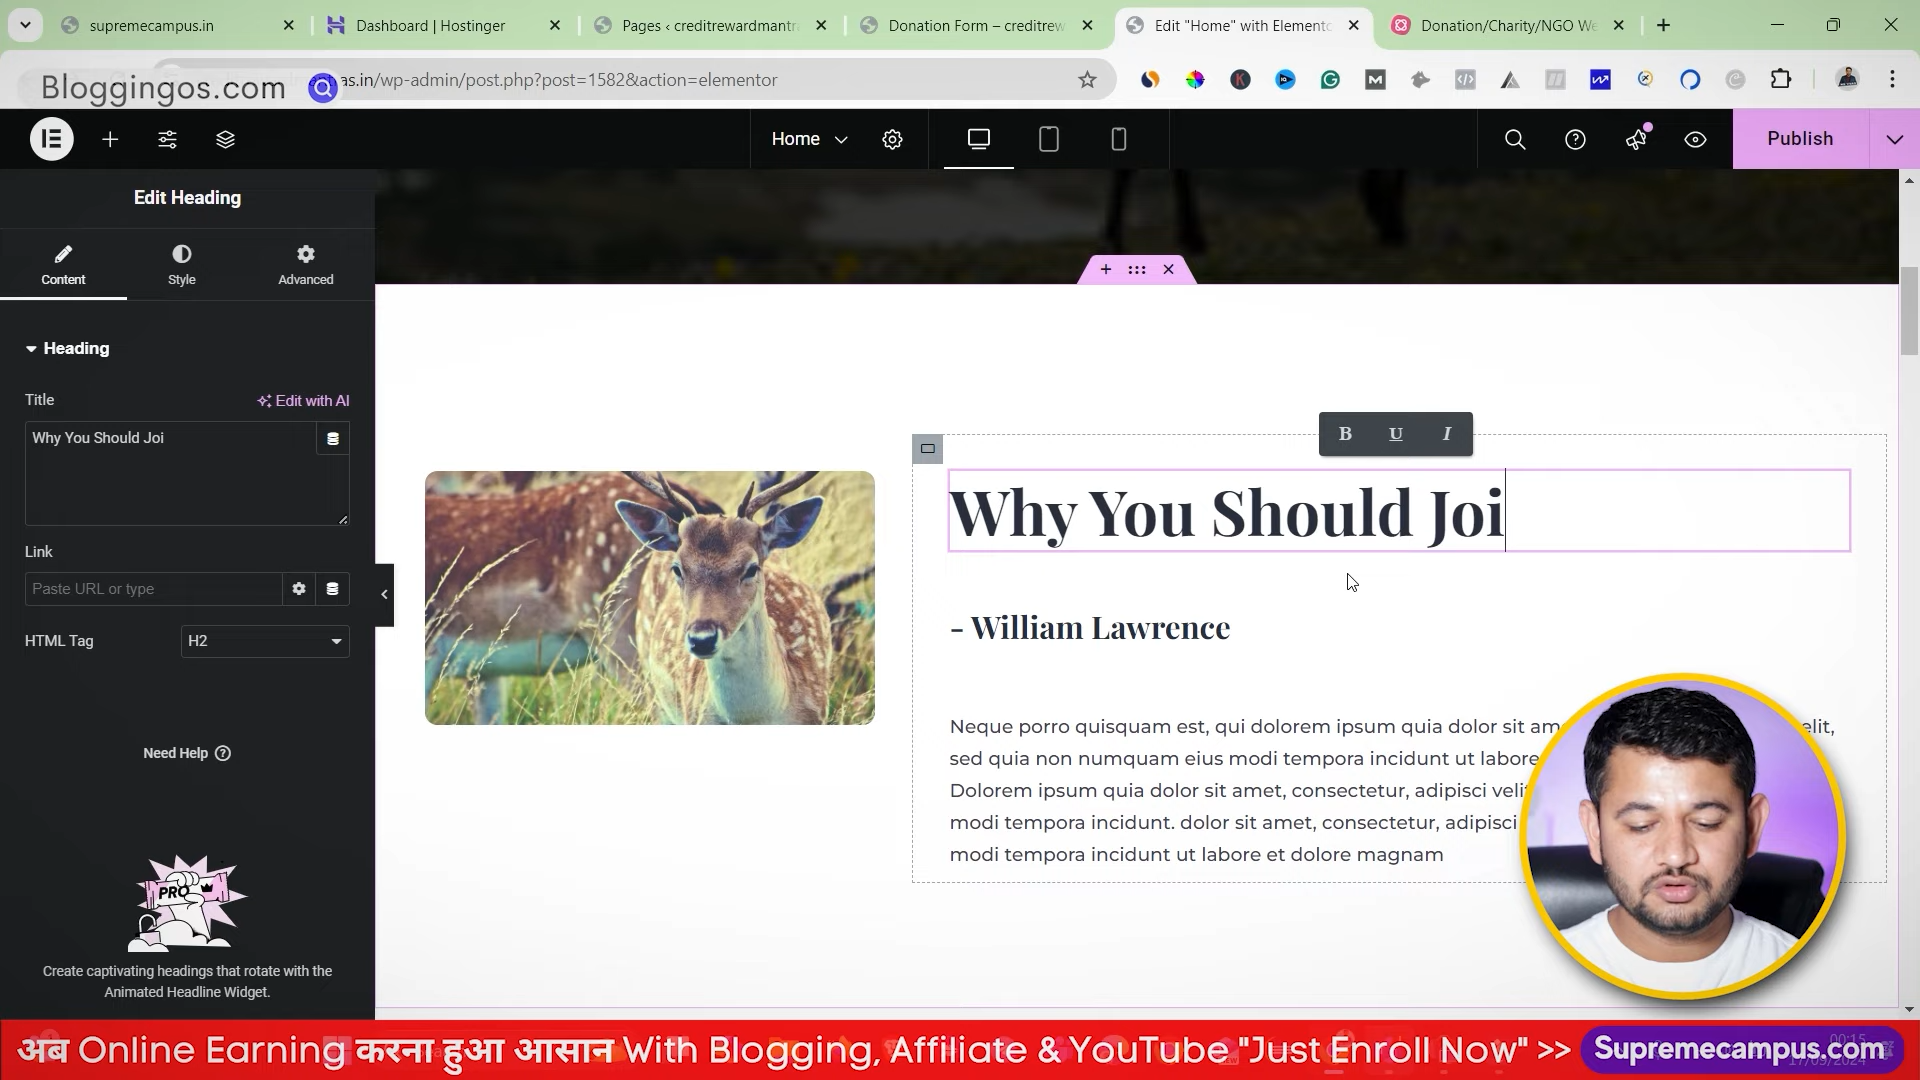 supremecampus.in
Dashboard | Hostinger
Pages ‹ creditrewardmantra
Donation Form – creditrew
Edit "Home" with Elemento
Donation/Charity/NGO We
Bloggingos.com
as.in/wp-admin/post.php?post=1582&action=elementor
Home
Publish
Edit Heading
Content
Style
Advanced
Heading
Title
Edit with AI
Why You Should Joi
Link
Paste URL or type
HTML Tag
H2
Need Help
PRO
Create captivating headings that rotate with the
Animated Headline Widget.
B U I
Why You Should Joi
- William Lawrence
Neque porro quisquam est, qui dolorem ipsum quia dolor sit am elit,
sed quia non numquam eius modi tempora incidunt ut labore
Dolorem ipsum quia dolor sit amet, consectetur, adipisci veli
modi tempora incidunt. dolor sit amet, consectetur, adipisci
modi tempora incidunt ut labore et dolore magnam
अब Online Earning करना हुआ आसान With Blogging, Affiliate & YouTube "Just Enroll Now" >>
Supremecampus.com